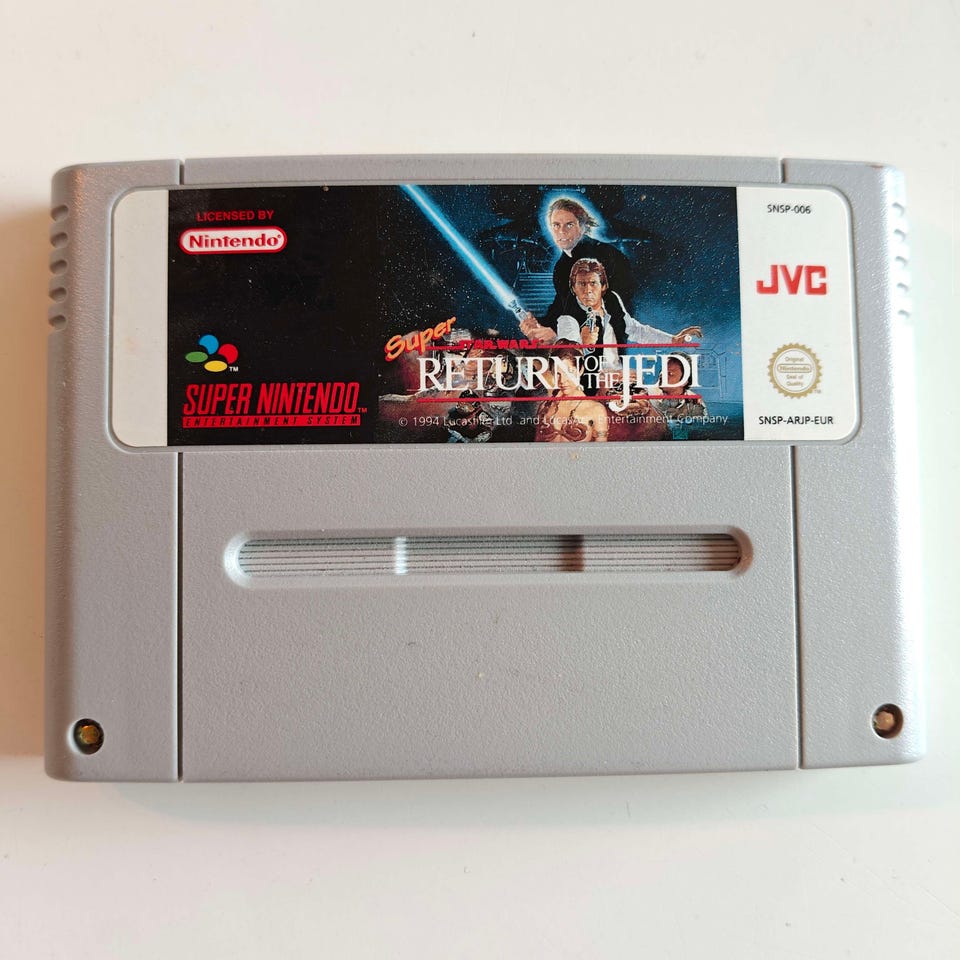 LICENSED BY
Nintendo®
SUPER NINTENDO™
ENTERTAINMENT SYSTEM
Super
STAR WARS
RETURN OF THE JEDI
© 1994 Lucasfilm Ltd. and LucasArts Entertainment Company
SNSP-006
JVC
Original
Nintendo
Seal of
Quality
SNSP-ARJP-EUR